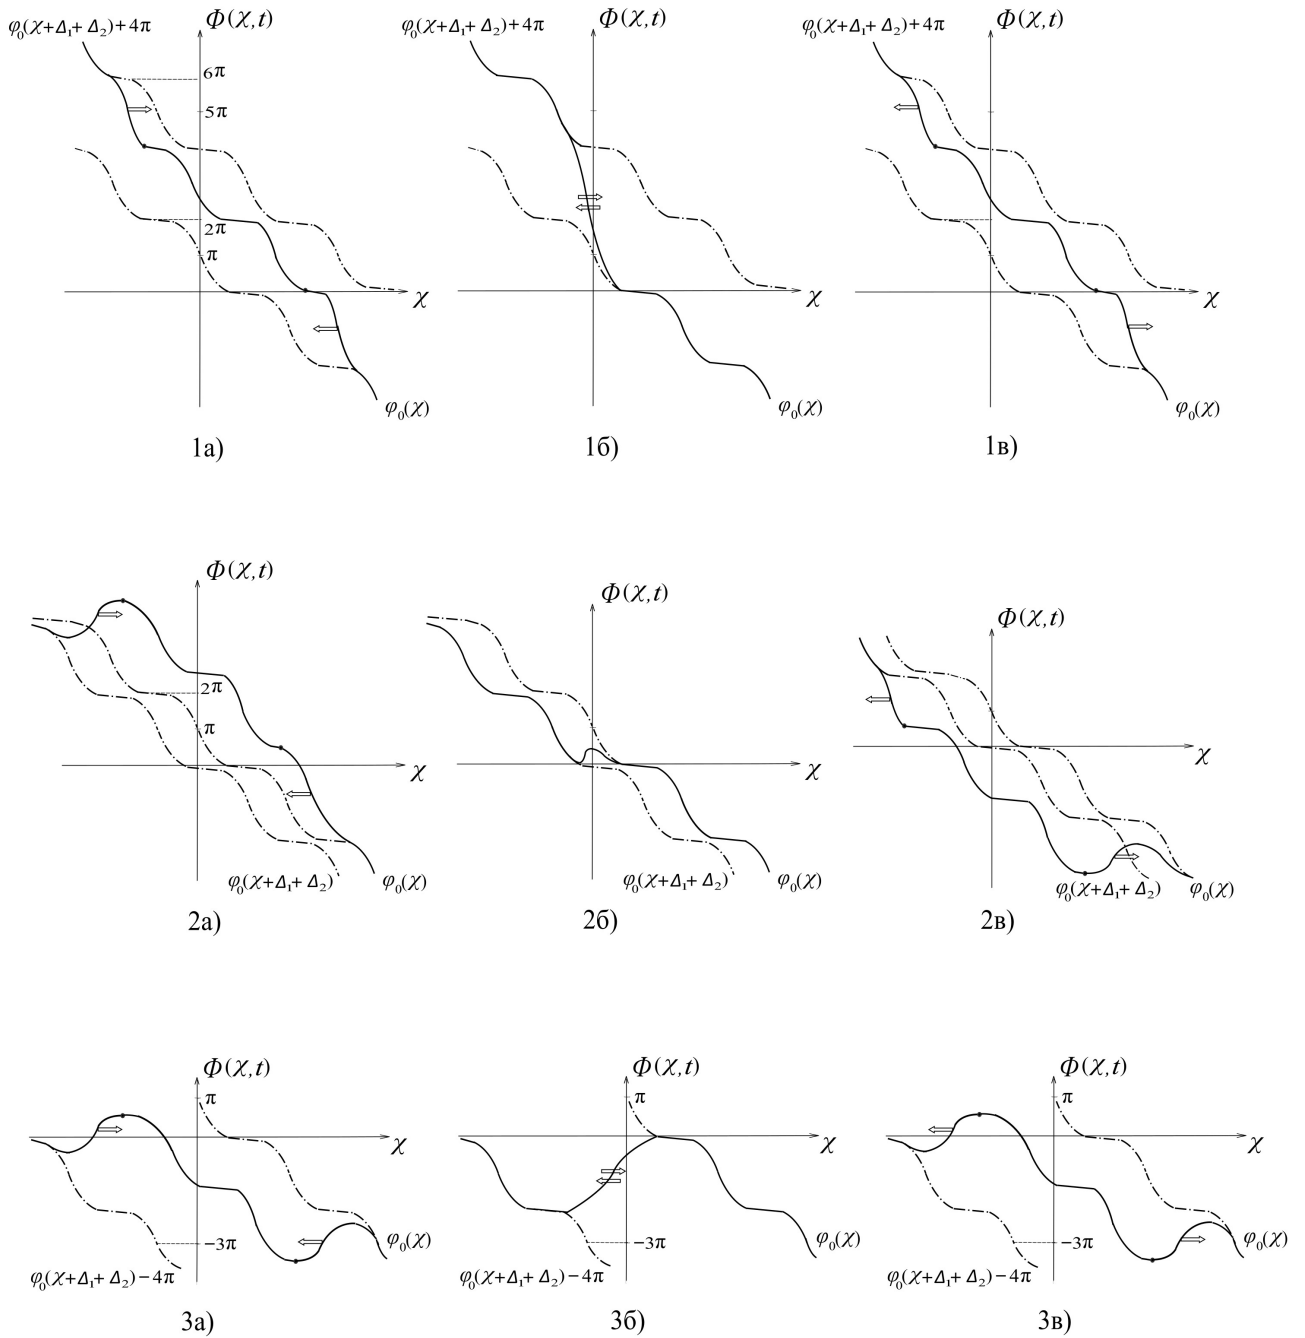 Φ(χ,t)
φ₀(χ+Δ₁+Δ₂)+4π
6π
5π
2π
π
χ
φ₀(χ)
1а)
Φ(χ,t)
φ₀(χ+Δ₁+Δ₂)+4π
χ
φ₀(χ)
1б)
Φ(χ,t)
φ₀(χ+Δ₁+Δ₂)+4π
χ
φ₀(χ)
1в)
Φ(χ,t)
2π
π
χ
φ₀(χ+Δ₁+Δ₂)
φ₀(χ)
2а)
Φ(χ,t)
χ
φ₀(χ+Δ₁+Δ₂)
φ₀(χ)
2б)
Φ(χ,t)
χ
φ₀(χ+Δ₁+Δ₂)
φ₀(χ)
2в)
Φ(χ,t)
π
χ
−3π
φ₀(χ)
φ₀(χ+Δ₁+Δ₂)−4π
3а)
Φ(χ,t)
π
χ
−3π
φ₀(χ)
φ₀(χ+Δ₁+Δ₂)−4π
3б)
Φ(χ,t)
π
χ
−3π
φ₀(χ)
φ₀(χ+Δ₁+Δ₂)−4π
3в)